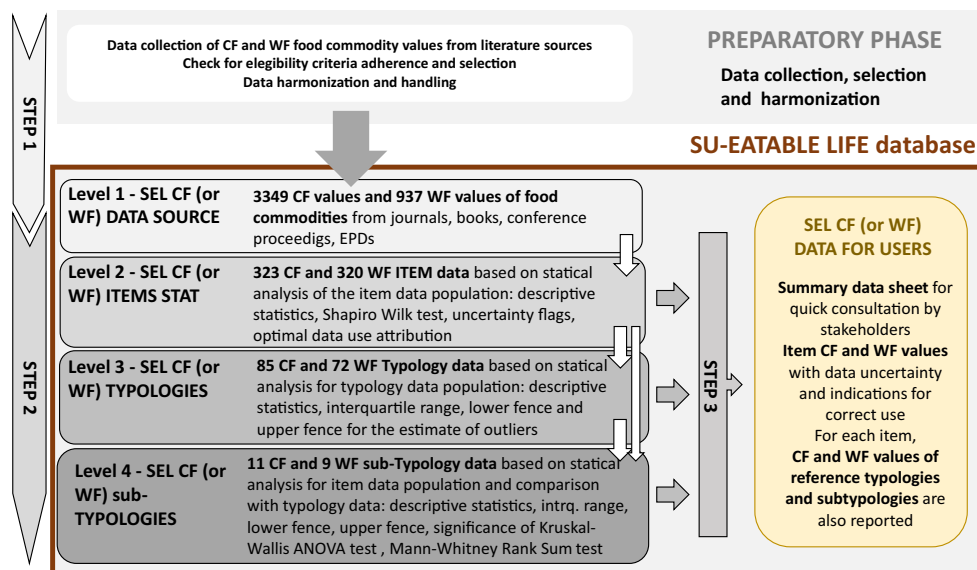 Data collection of CF and WF food commodity values from literature sources
Check for elegibility criteria adherence and selection
Data harmonization and handling
PREPARATORY PHASE
Data collection, selection
and harmonization
STEP 1
SU-EATABLE LIFE database
Level 1 - SEL CF (or
WF) DATA SOURCE
3349 CF values and 937 WF values of food
commodities from journals, books, conference
proceedigs, EPDs
Level 2 - SEL CF (or
WF) ITEMS STAT
323 CF and 320 WF ITEM data based on statical
analysis of the item data population: descriptive
statistics, Shapiro Wilk test, uncertainty flags,
optimal data use attribution
Level 3 - SEL CF (or
WF) TYPOLOGIES
85 CF and 72 WF Typology data based on statical
analysis for typology data population: descriptive
statistics, interquartile range, lower fence and
upper fence for the estimate of outliers
Level 4 - SEL CF (or
WF) sub-
TYPOLOGIES
11 CF and 9 WF sub-Typology data based on statical
analysis for item data population and comparison
with typology data: descriptive statistics, intrq. range,
lower fence, upper fence, significance of Kruskal-
Wallis ANOVA test , Mann-Whitney Rank Sum test
STEP 2
STEP 3
SEL CF (or WF)
DATA FOR USERS
Summary data sheet for
quick consultation by
stakeholders
Item CF and WF values
with data uncertainty
and indications for
correct use
For each item,
CF and WF values of
reference typologies
and subtypologies are
also reported